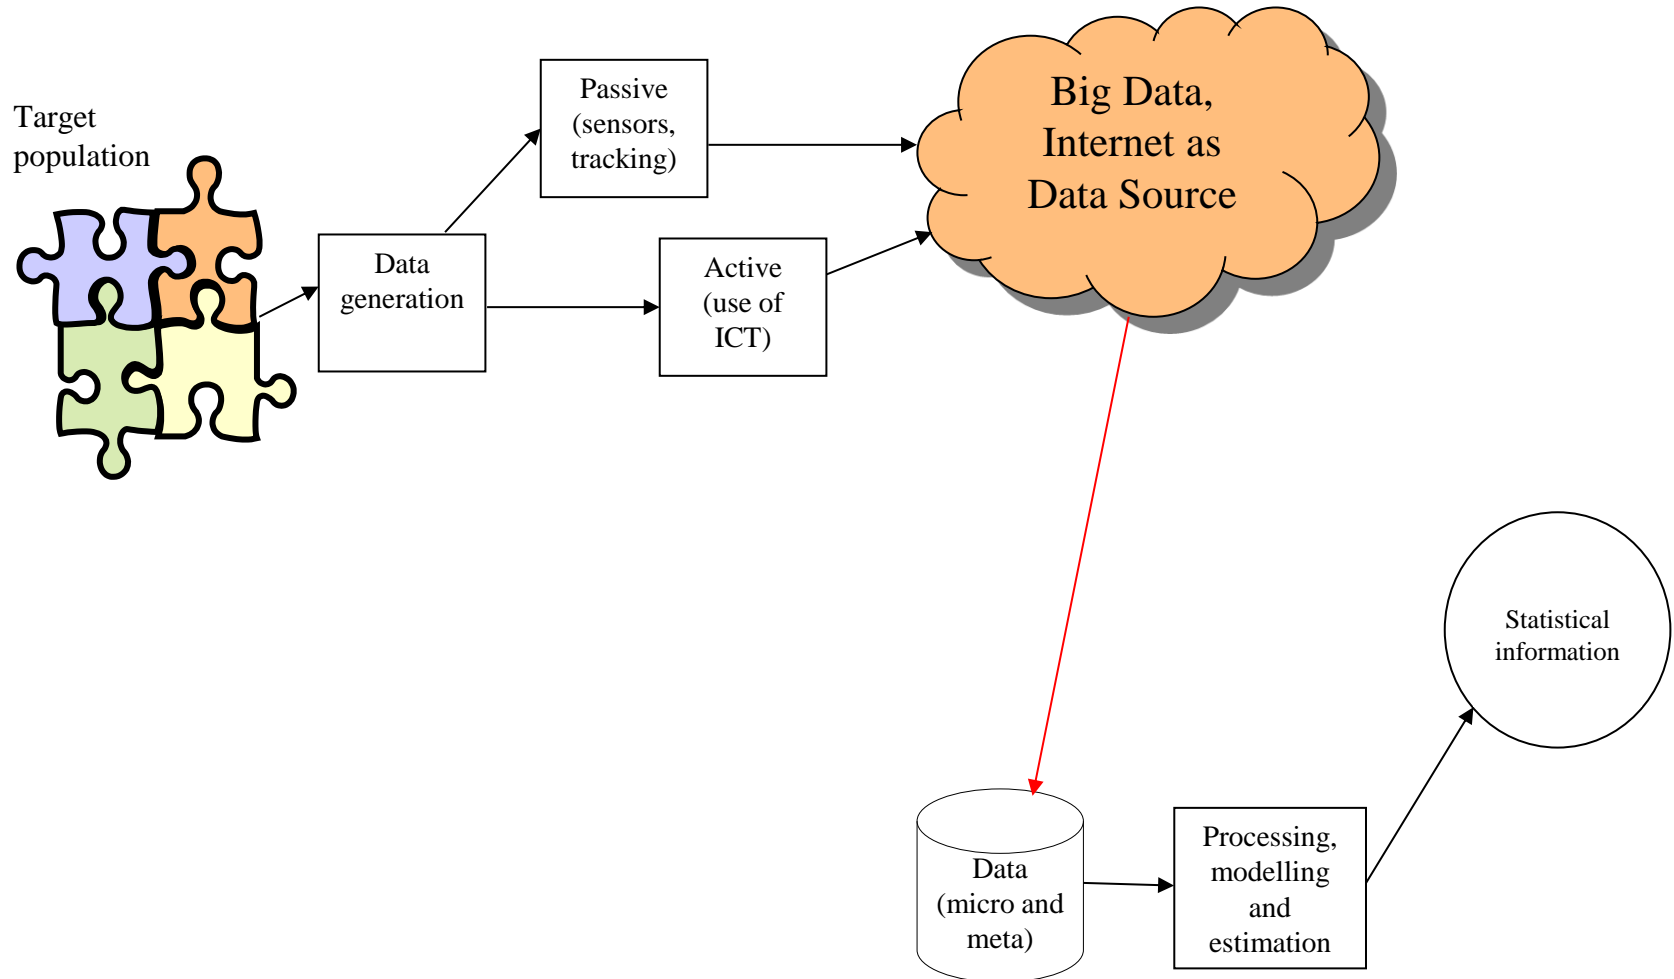 Target
population
Data
generation
Passive
(sensors,
tracking)
Active
(use of
ICT)
Big Data,
Internet as
Data Source
Data
(micro and
meta)
Processing,
modelling
and
estimation
Statistical
information